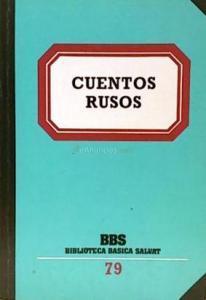 CUENTOS
RUSOS
BBS
BIBLIOTECA BASICA SALVAT
79